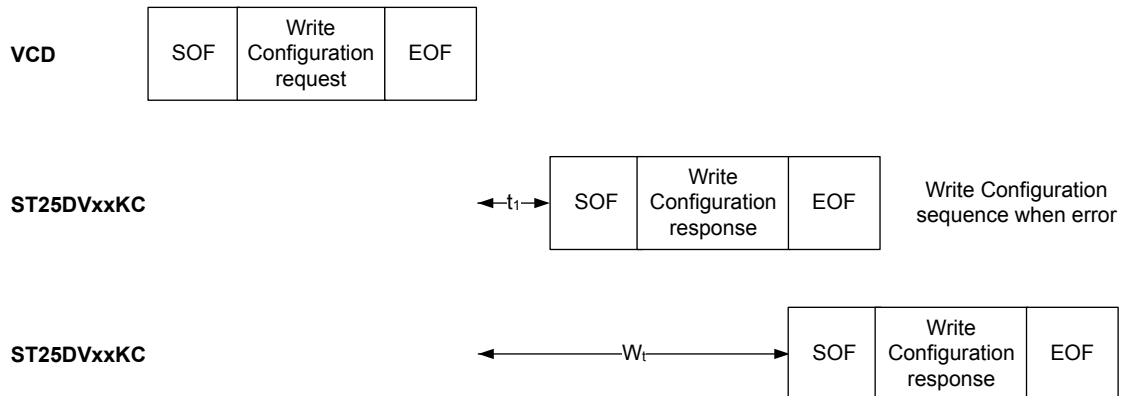 VCD
SOF
Write
Configuration
request
EOF
ST25DVxxKC
t1
SOF
Write
Configuration
response
EOF
Write Configuration
sequence when error
ST25DVxxKC
Wt
SOF
Write
Configuration
response
EOF